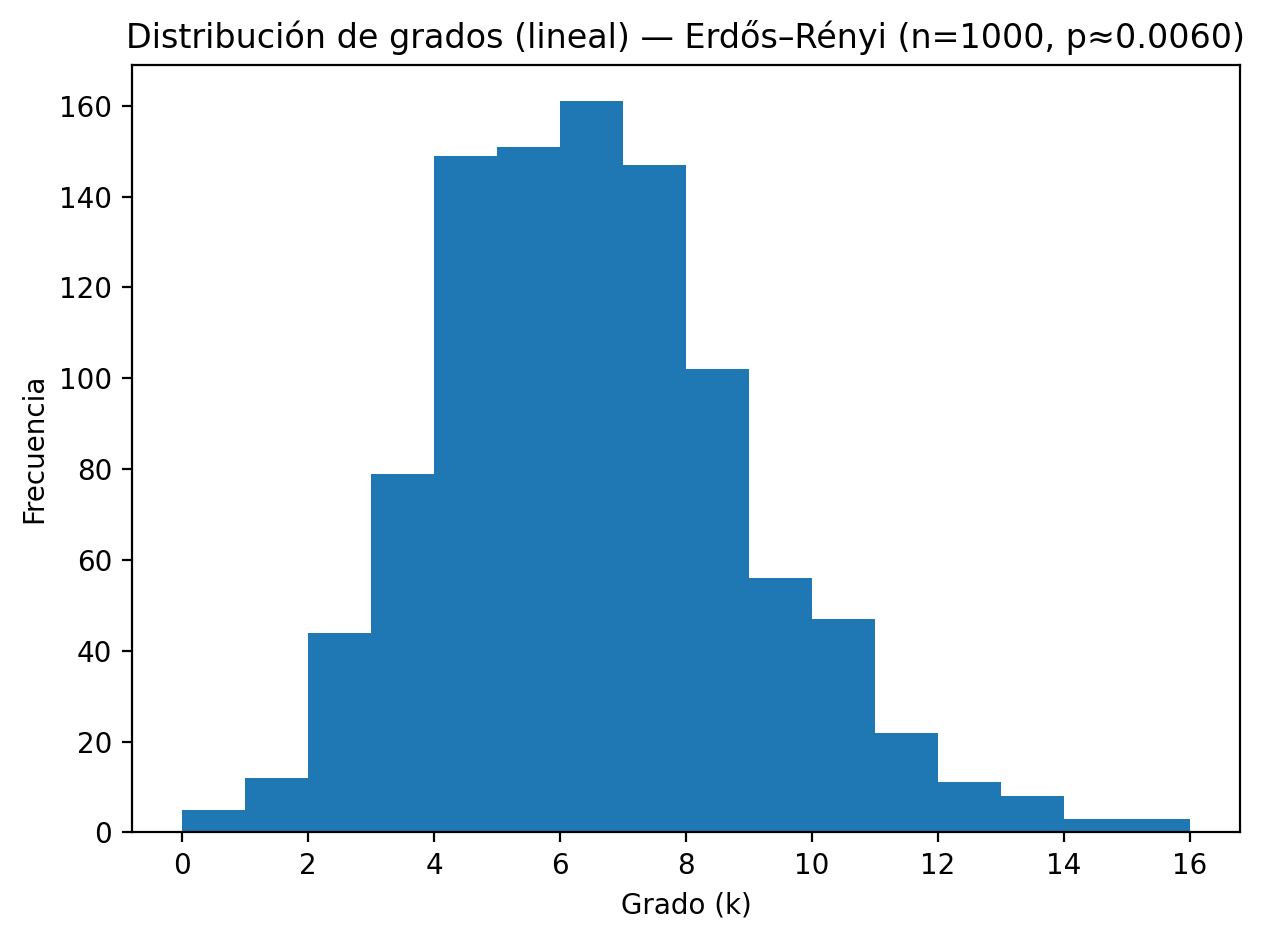 Distribución de grados (lineal) — Erdős–Rényi (n=1000, p≈0.0060)
160
140
120
100
80
60
40
20
0
Frecuencia
0 2 4 6 8 10 12 14 16
Grado (k)